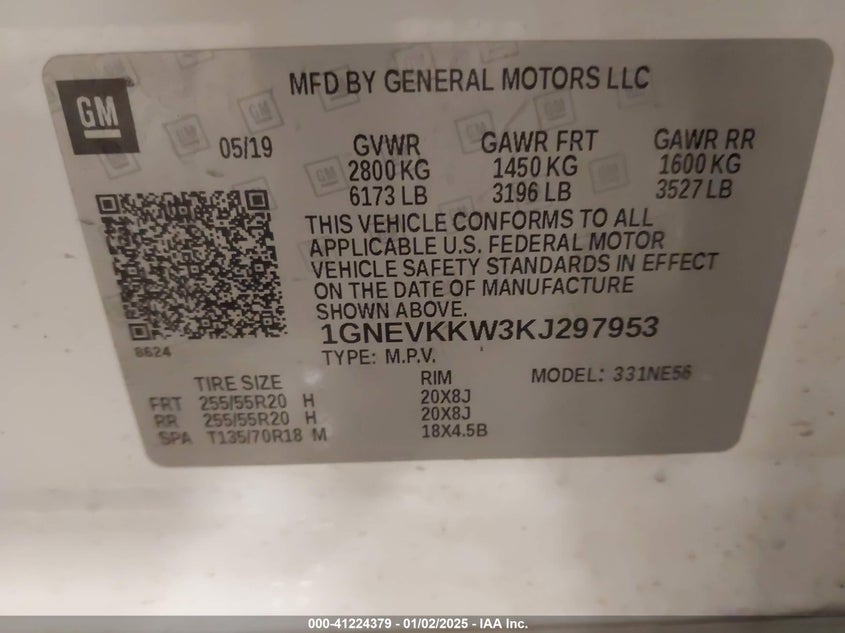 GM
MFD BY GENERAL MOTORS LLC
05/19
GVWR GAWR FRT GAWR RR
2800 KG 1450 KG 1600 KG
6173 LB 3196 LB 3527 LB
THIS VEHICLE CONFORMS TO ALL
APPLICABLE U.S. FEDERAL MOTOR
VEHICLE SAFETY STANDARDS IN EFFECT
ON THE DATE OF MANUFACTURE
SHOWN ABOVE.
1GNEVKKW3KJ297953
8624
TYPE: M.P.V.
TIRE SIZE RIM MODEL: 331NE56
FRT 255/55R20 H 20X8J
RR 255/55R20 H 20X8J
SPA T135/70R18 M 18X4.5B
000-41224379 — 01/02/2025 — IAA Inc.